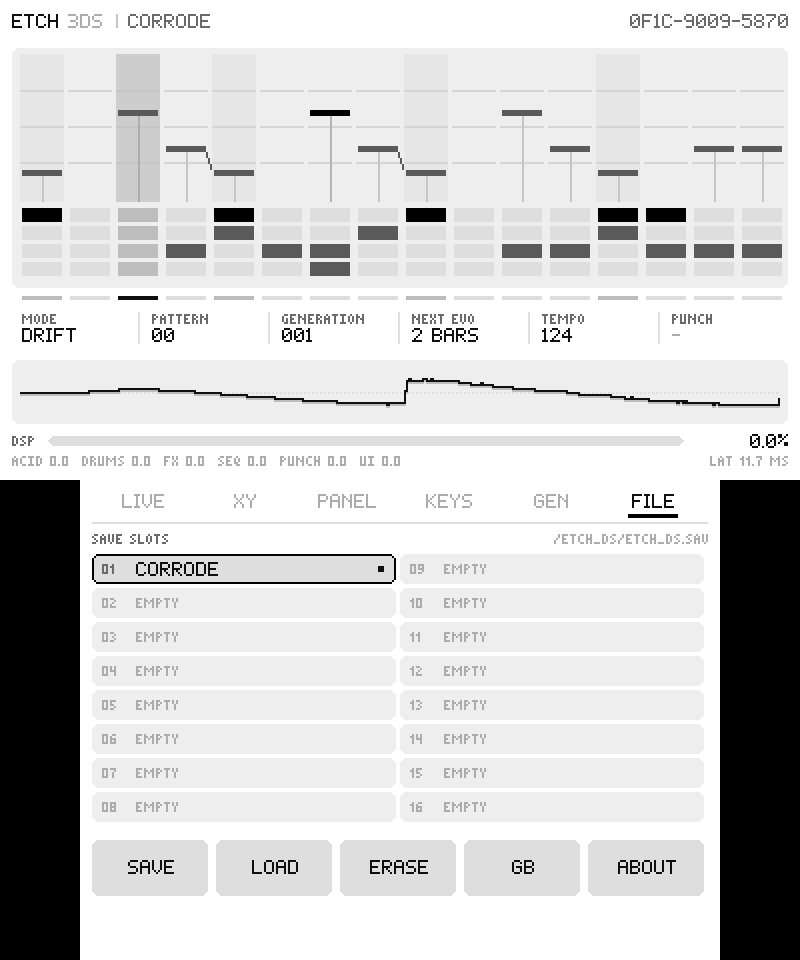 ETCH 3DS | CORRODE 0F1C-9009-5870
MODE PATTERN GENERATION NEXT EVO TEMPO PUNCH
DRIFT 00 001 2 BARS 124 -
DSP 0.0%
ACID 0.0 DRUMS 0.0 FX 0.0 SEQ 0.0 PUNCH 0.0 UI 0.0 LAT 11.7 MS
LIVE XY PANEL KEYS GEN FILE
SAVE SLOTS /ETCH_DS/ETCH_DS.SAV
01 CORRODE 09 EMPTY
02 EMPTY 10 EMPTY
03 EMPTY 11 EMPTY
04 EMPTY 12 EMPTY
05 EMPTY 13 EMPTY
06 EMPTY 14 EMPTY
07 EMPTY 15 EMPTY
08 EMPTY 16 EMPTY
SAVE LOAD ERASE GB ABOUT